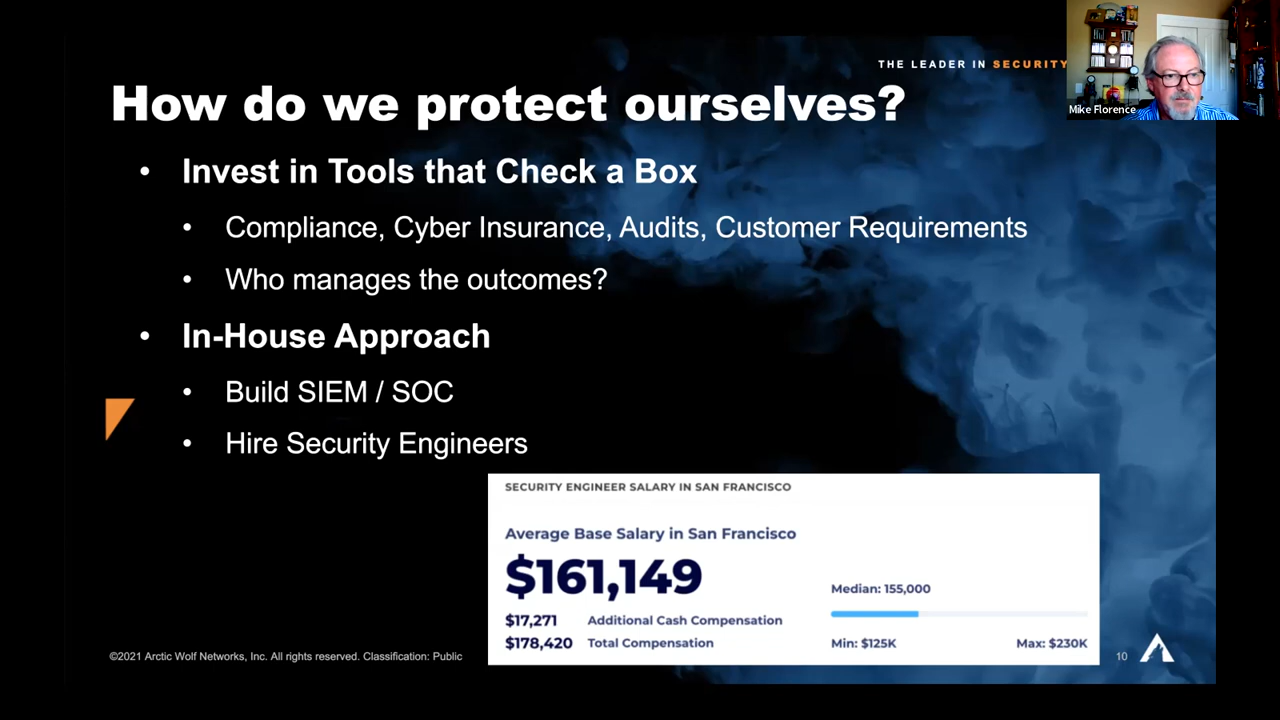 THE LEADER IN SECURITY
How do we protect ourselves?
Mike Florence
• Invest in Tools that Check a Box
• Compliance, Cyber Insurance, Audits, Customer Requirements
• Who manages the outcomes?
• In-House Approach
• Build SIEM / SOC
• Hire Security Engineers
SECURITY ENGINEER SALARY IN SAN FRANCISCO
Average Base Salary in San Francisco
$161,149
Median: 155,000
$17,271 Additional Cash Compensation
$178,420 Total Compensation
Min: $125K Max: $230K
©2021 Arctic Wolf Networks, Inc. All rights reserved. Classification: Public
10